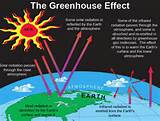 The Greenhouse Effect
Some solar radiation
is reflected by
the Earth and
the atmosphere
Some of the infrared
radiation passes through
the atmosphere, and some is
absorbed and re-emitted in
all directions by greenhouse
gas molecules. The effect of
this is to warm the Earth's
surface and the lower
atmosphere.
Solar radiation
passes through the
clear atmosphere
ATMOSPHERE
EARTH
Most radiation is
absorbed by the
Earth's surface
Infrared radiation is
emitted from the Earth's
surface